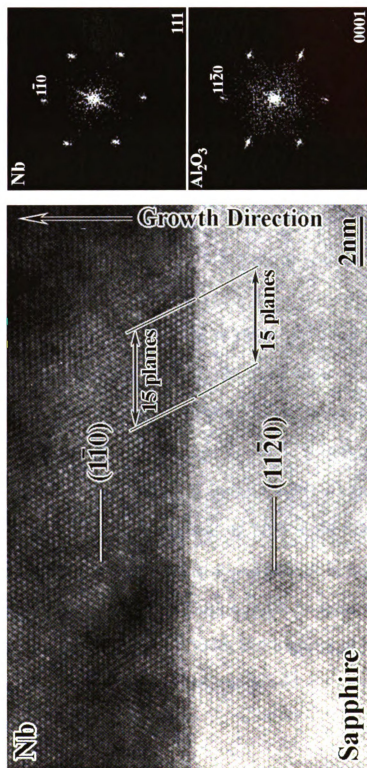 Nb
(11̄0)
15 planes
Growth Direction
(112̄0)
15 planes
Sapphire
2nm
Nb
11̄0
111
Al₂O₃
112̄0
0001